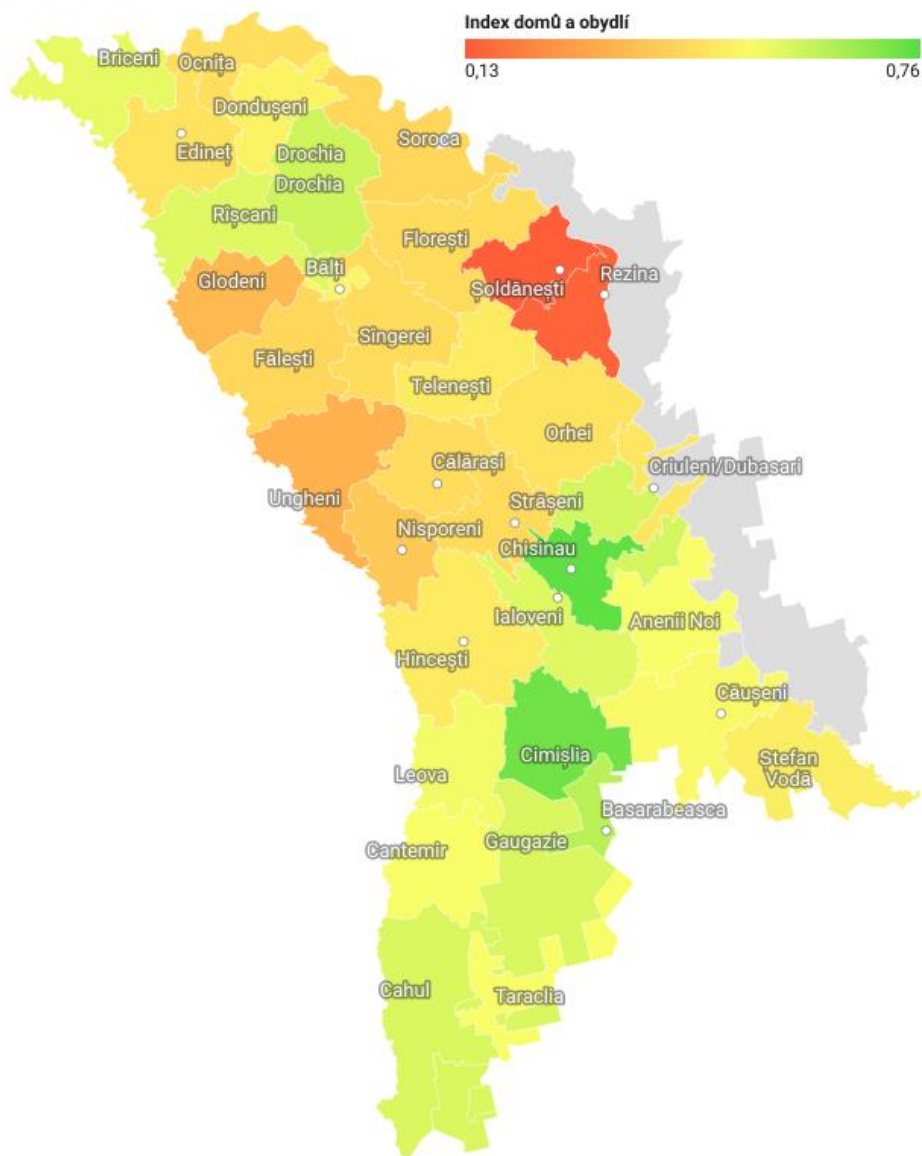 Index domů a obydlí
0,13
0,76
Briceni
Ocnița
Dondușeni
Edineț
Drochia
Soroca
Drochia
Rîșcani
Florești
Bălți
Glodeni
Șoldănești
Rezina
Sîngerei
Fălești
Telenești
Orhei
Călărași
Criuleni/Dubasari
Ungheni
Strășeni
Nisporeni
Chisinau
Ialoveni
Anenii Noi
Hîncești
Căușeni
Cimișlia
Ștefan
Vodă
Leova
Basarabeasca
Gaugazie
Cantemir
Cahul
Taraclia